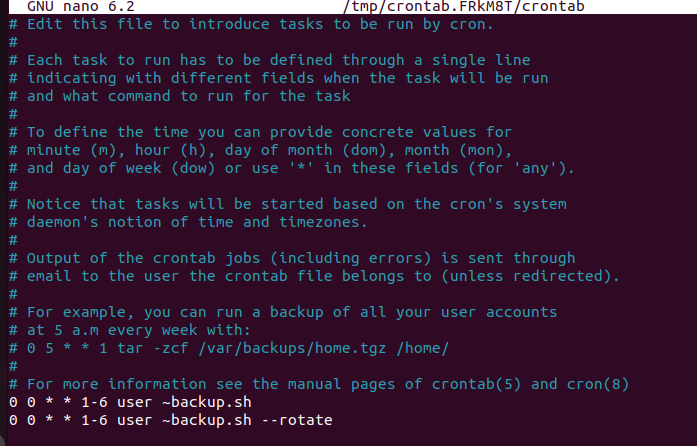 GNU nano 6.2 /tmp/crontab.FRkM8T/crontab
# Edit this file to introduce tasks to be run by cron.
#
# Each task to run has to be defined through a single line
# indicating with different fields when the task will be run
# and what command to run for the task
#
# To define the time you can provide concrete values for
# minute (m), hour (h), day of month (dom), month (mon),
# and day of week (dow) or use '*' in these fields (for 'any').
#
# Notice that tasks will be started based on the cron's system
# daemon's notion of time and timezones.
#
# Output of the crontab jobs (including errors) is sent through
# email to the user the crontab file belongs to (unless redirected).
#
# For example, you can run a backup of all your user accounts
# at 5 a.m every week with:
# 0 5 * * 1 tar -zcf /var/backups/home.tgz /home/
#
# For more information see the manual pages of crontab(5) and cron(8)
0 0 * * 1-6 user ~backup.sh
0 0 * * 1-6 user ~backup.sh --rotate